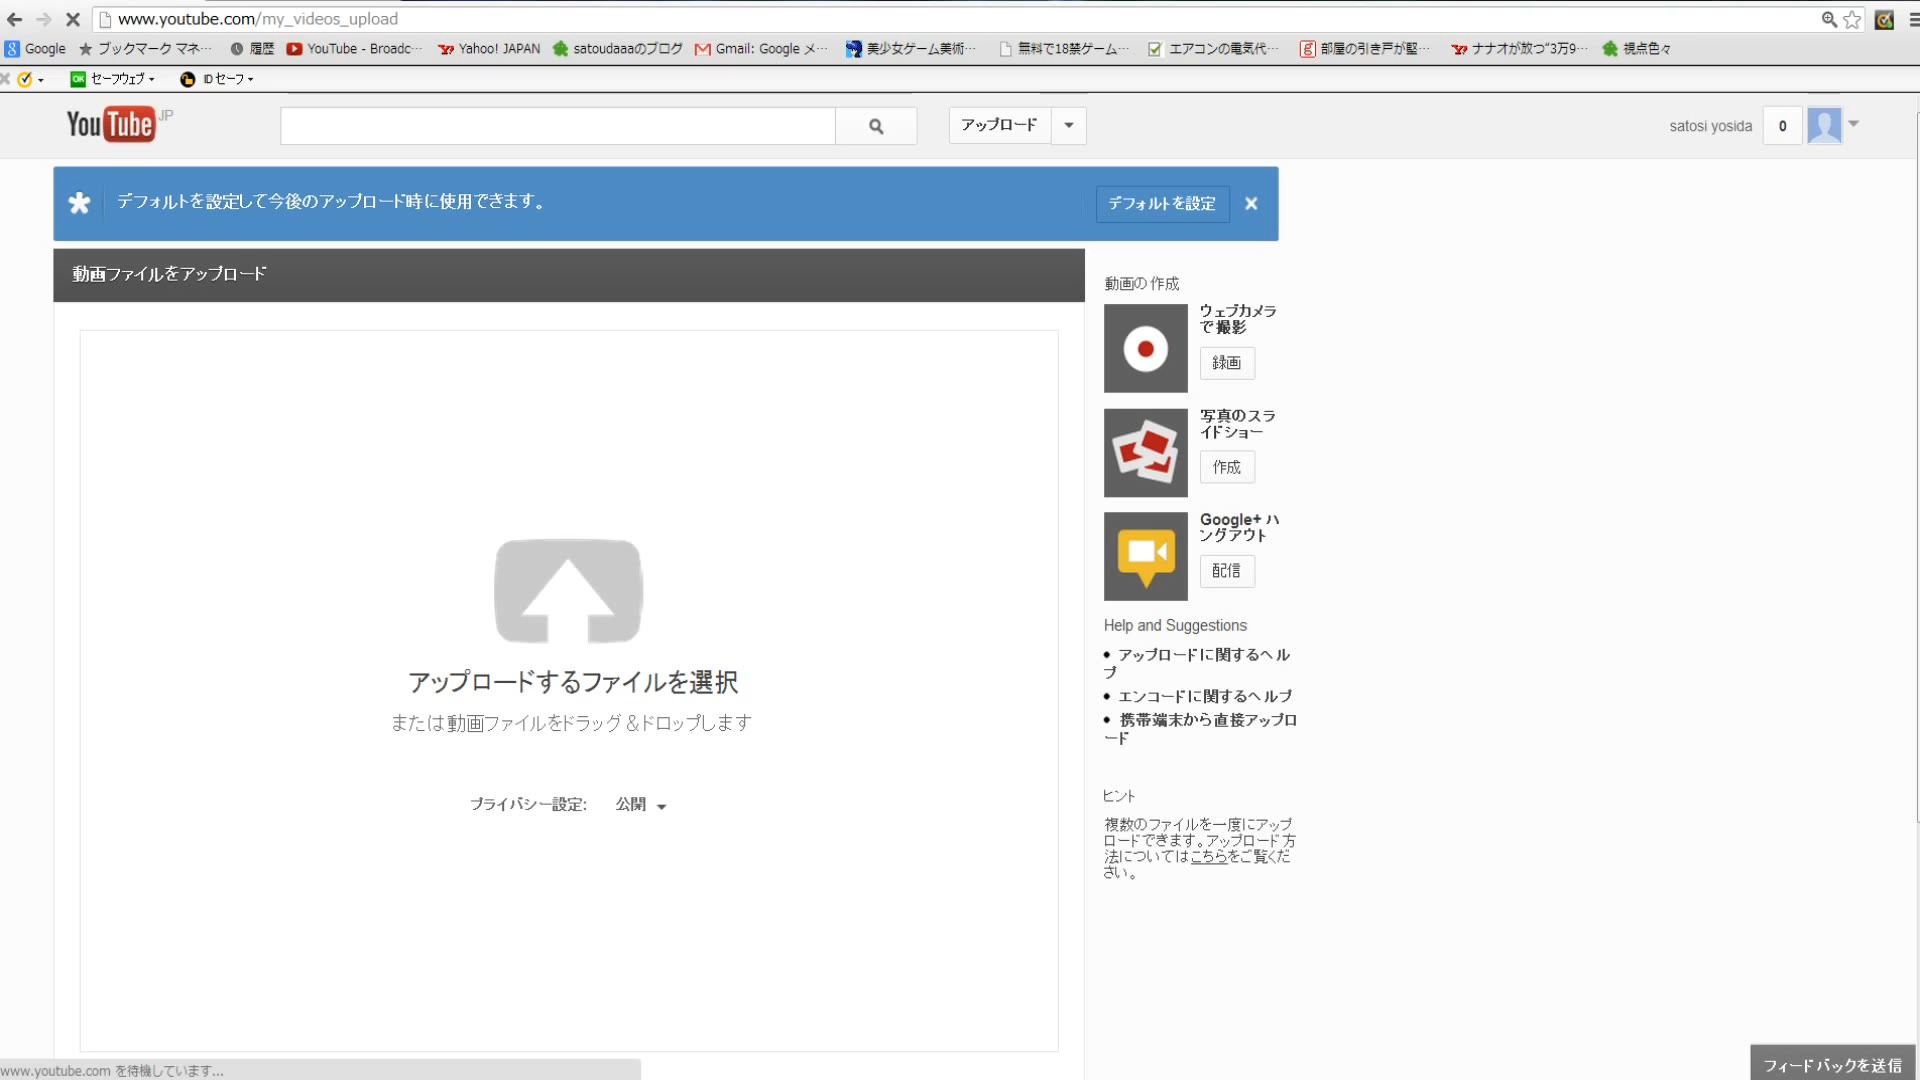 www.youtube.com/my_videos_upload
Google ブックマーク マネ… 履歴 YouTube - Broadc… Yahoo! JAPAN satoudaaaのブログ Gmail: Google メ… 美少女ゲーム美術… 無料で18禁ゲーム… エアコンの電気代… 部屋の引き戸が堅… ナナオが放つ“3万9… 視点色々
OK セーフウェブ ID セーフ
YouTube JP アップロード satosi yosida 0
デフォルトを設定して今後のアップロード時に使用できます。 デフォルトを設定
動画ファイルをアップロード
アップロードするファイルを選択
または動画ファイルをドラッグ＆ドロップします
プライバシー設定: 公開
動画の作成
ウェブカメラ
で撮影
録画
写真のスラ
イドショー
作成
Google+ ハ
ングアウト
配信
Help and Suggestions
• アップロードに関するヘル
プ
• エンコードに関するヘルプ
• 携帯端末から直接アップロ
ード
ヒント
複数のファイルを一度にアップ
ロードできます。アップロード方
法についてはこちらをご覧くだ
さい。
www.youtube.com を待機しています...
フィードバックを送信